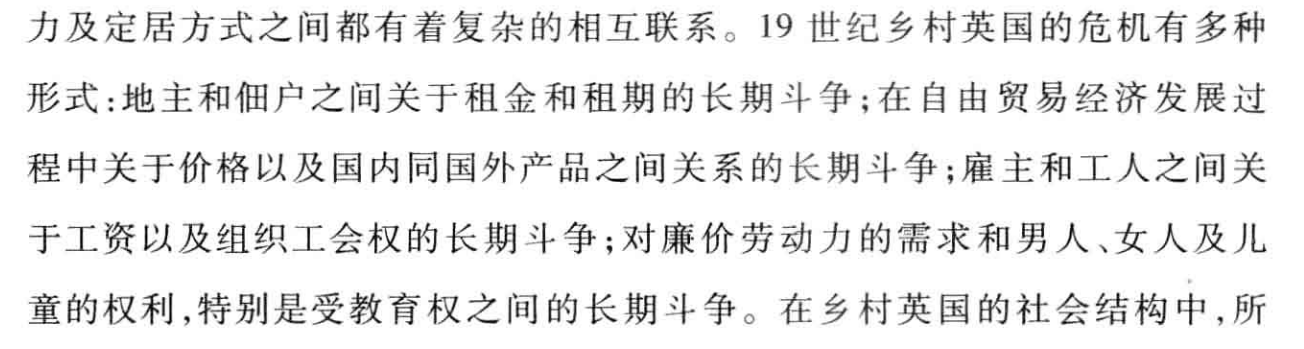 力及定居方式之间都有着复杂的相互联系。19 世纪乡村英国的危机有多种
形式:地主和佃户之间关于租金和租期的长期斗争;在自由贸易经济发展过
程中关于价格以及国内同国外产品之间关系的长期斗争;雇主和工人之间关
于工资以及组织工会权的长期斗争;对廉价劳动力的需求和男人、女人及儿
童的权利,特别是受教育权之间的长期斗争。在乡村英国的社会结构中,所